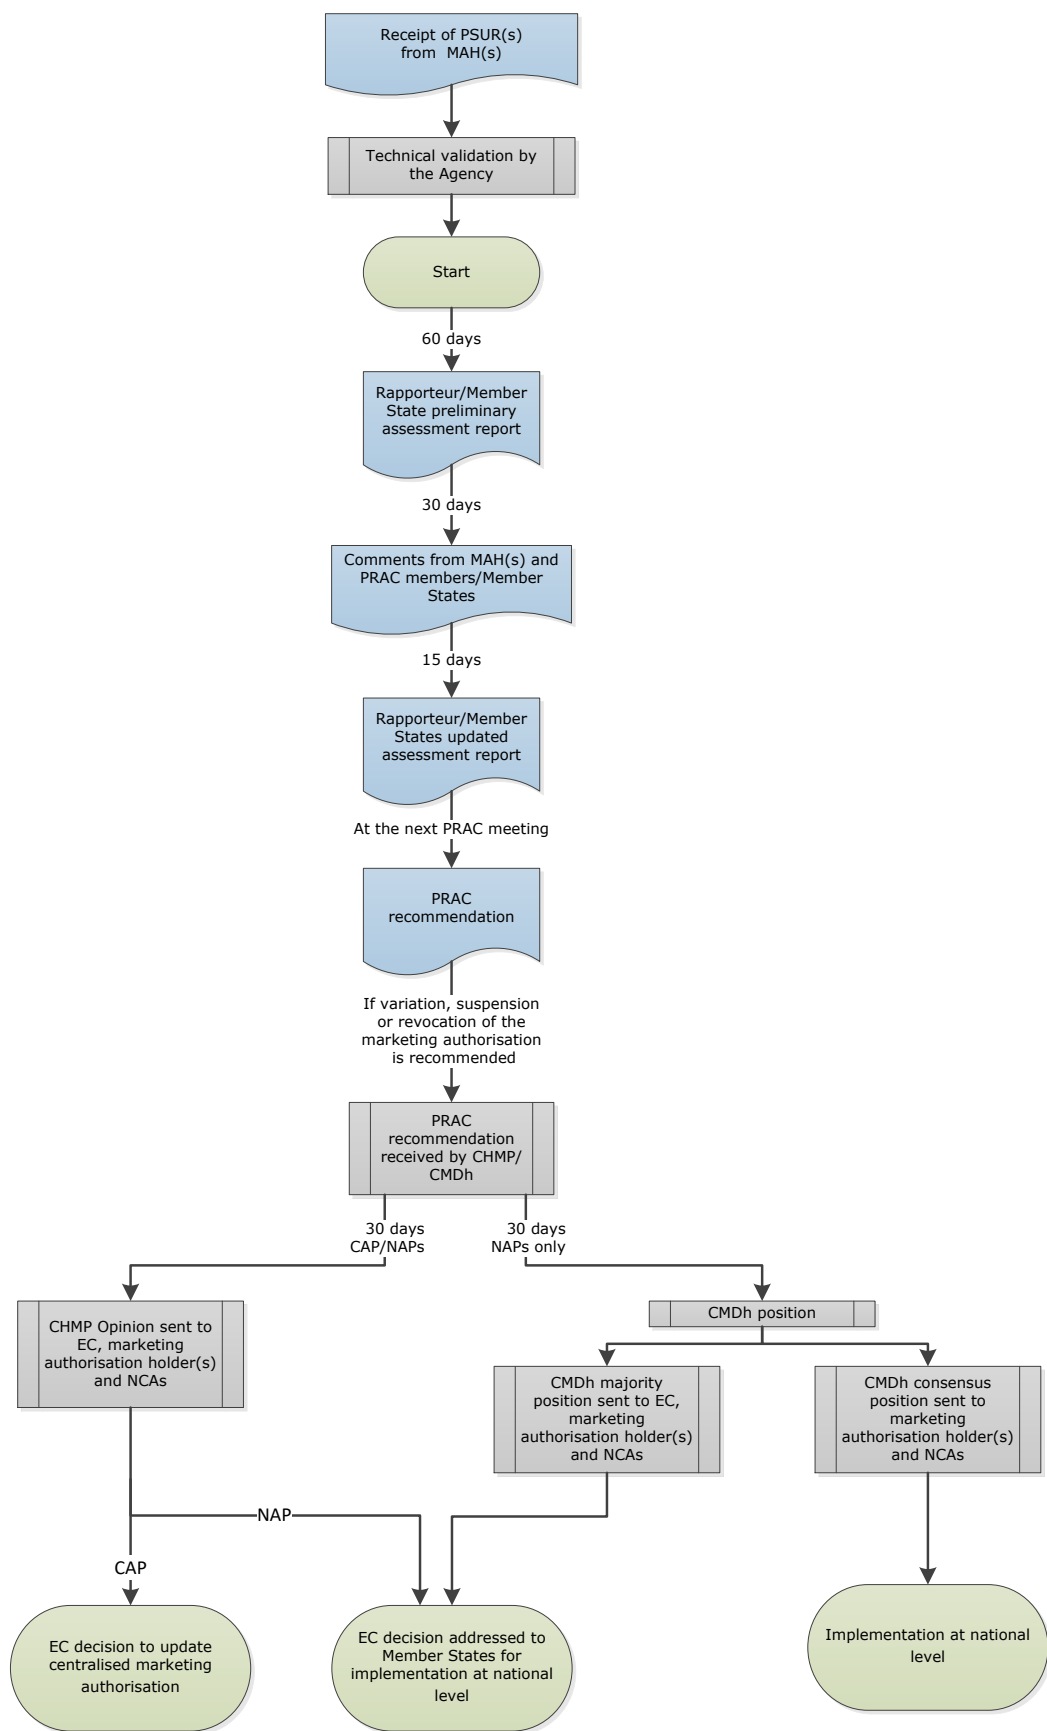 Receipt of PSUR(s)
from  MAH(s)
Technical validation by
the Agency
Start
60 days
Rapporteur/Member
State preliminary
assessment report
30 days
Comments from MAH(s) and
PRAC members/Member
States
15 days
Rapporteur/Member
States updated
assessment report
At the next PRAC meeting
PRAC
recommendation
If variation, suspension
or revocation of the
marketing authorisation
is recommended
PRAC
recommendation
received by CHMP/
CMDh
30 days
CAP/NAPs
30 days
NAPs only
CHMP Opinion sent to
EC, marketing
authorisation holder(s)
and NCAs
CMDh position
CMDh majority
position sent to EC,
marketing
authorisation holder(s)
and NCAs
CMDh consensus
position sent to
marketing
authorisation holder(s)
and NCAs
NAP
CAP
EC decision to update
centralised marketing
authorisation
EC decision addressed to
Member States for
implementation at national
level
Implementation at national
level